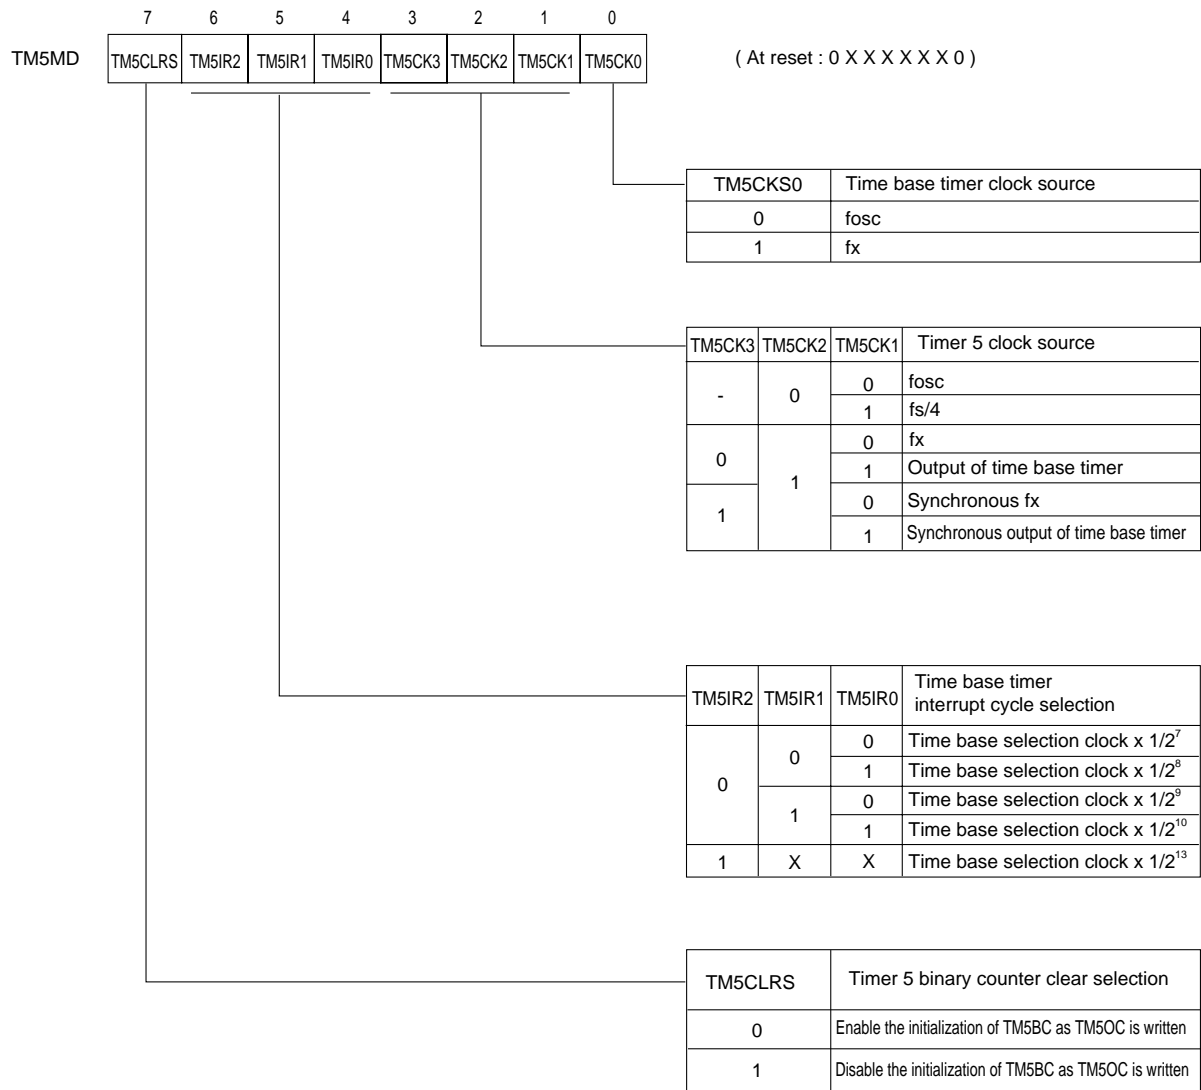 7 6 5 4 3 2 1 0
TM5MD TM5CLRS TM5IR2 TM5IR1 TM5IR0 TM5CK3 TM5CK2 TM5CK1 TM5CK0 ( At reset : 0 X X X X X X 0 )
TM5CKS0 Time base timer clock source
0 fosc
1 fx
TM5CK3 TM5CK2 TM5CK1 Timer 5 clock source
- 0 0 fosc
1 fs/4
0 1 0 fx
1 Output of time base timer
1 0 Synchronous fx
1 Synchronous output of time base timer
TM5IR2 TM5IR1 TM5IR0 Time base timer
interrupt cycle selection
0 0 0 Time base selection clock x 1/2⁷
1 Time base selection clock x 1/2⁸
1 0 Time base selection clock x 1/2⁹
1 Time base selection clock x 1/2¹⁰
1 X X Time base selection clock x 1/2¹³
TM5CLRS Timer 5 binary counter clear selection
0 Enable the initialization of TM5BC as TM5OC is written
1 Disable the initialization of TM5BC as TM5OC is written